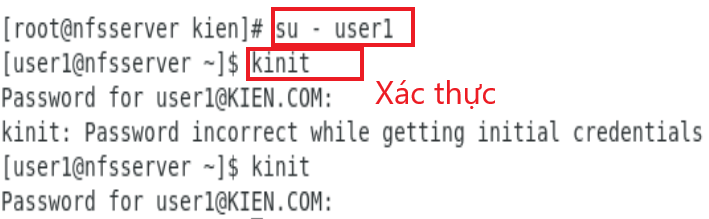 [root@nfsserver kien]# su - user1
[user1@nfsserver ~]$ kinit
Password for user1@KIEN.COM:
Xác thực
kinit: Password incorrect while getting initial credentials
[user1@nfsserver ~]$ kinit
Password for user1@KIEN.COM: